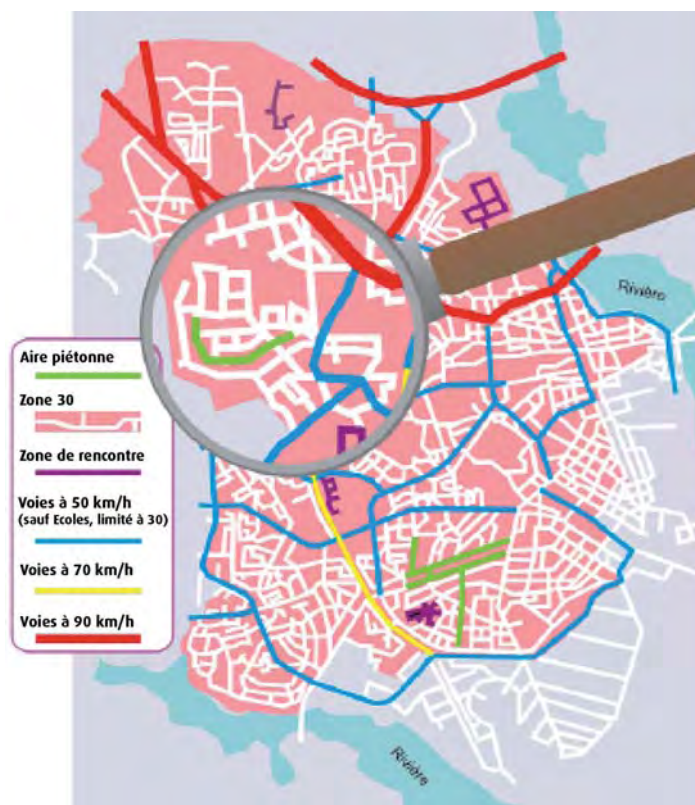 Rivière
Aire piétonne
Zone 30
Zone de rencontre
Voies à 50 km/h
(sauf Ecoles, limité à 30)
Voies à 70 km/h
Voies à 90 km/h
Rivière